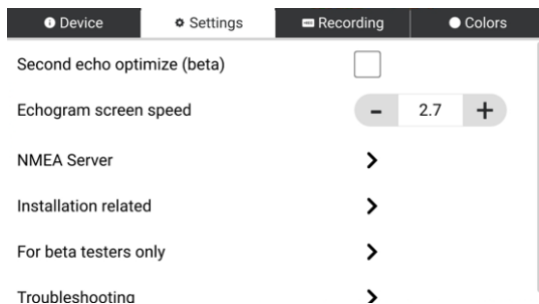 Device Settings Recording Colors
Second echo optimize (beta)
Echogram screen speed - 2.7 +
NMEA Server
Installation related
For beta testers only
Troubleshooting